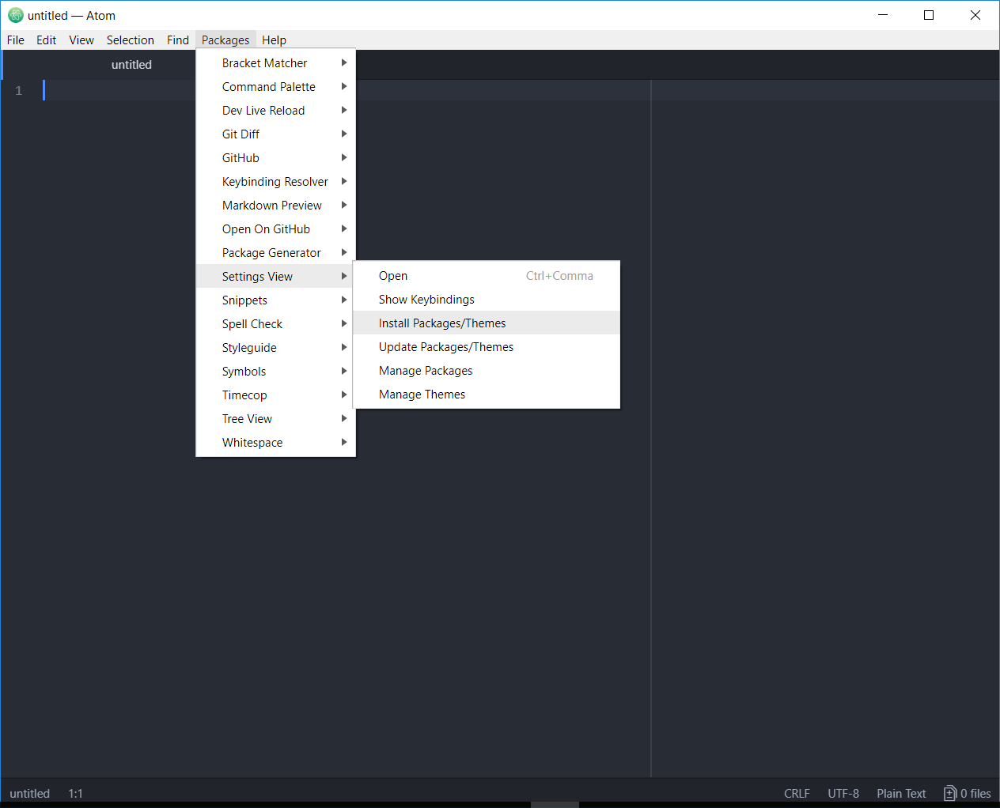 untitled — Atom
File Edit View Selection Find Packages Help
untitled
1
Bracket Matcher
Command Palette
Dev Live Reload
Git Diff
GitHub
Keybinding Resolver
Markdown Preview
Open On GitHub
Package Generator
Settings View
Snippets
Spell Check
Styleguide
Symbols
Timecop
Tree View
Whitespace
Open Ctrl+Comma
Show Keybindings
Install Packages/Themes
Update Packages/Themes
Manage Packages
Manage Themes
untitled 1:1 CRLF UTF-8 Plain Text 0 files